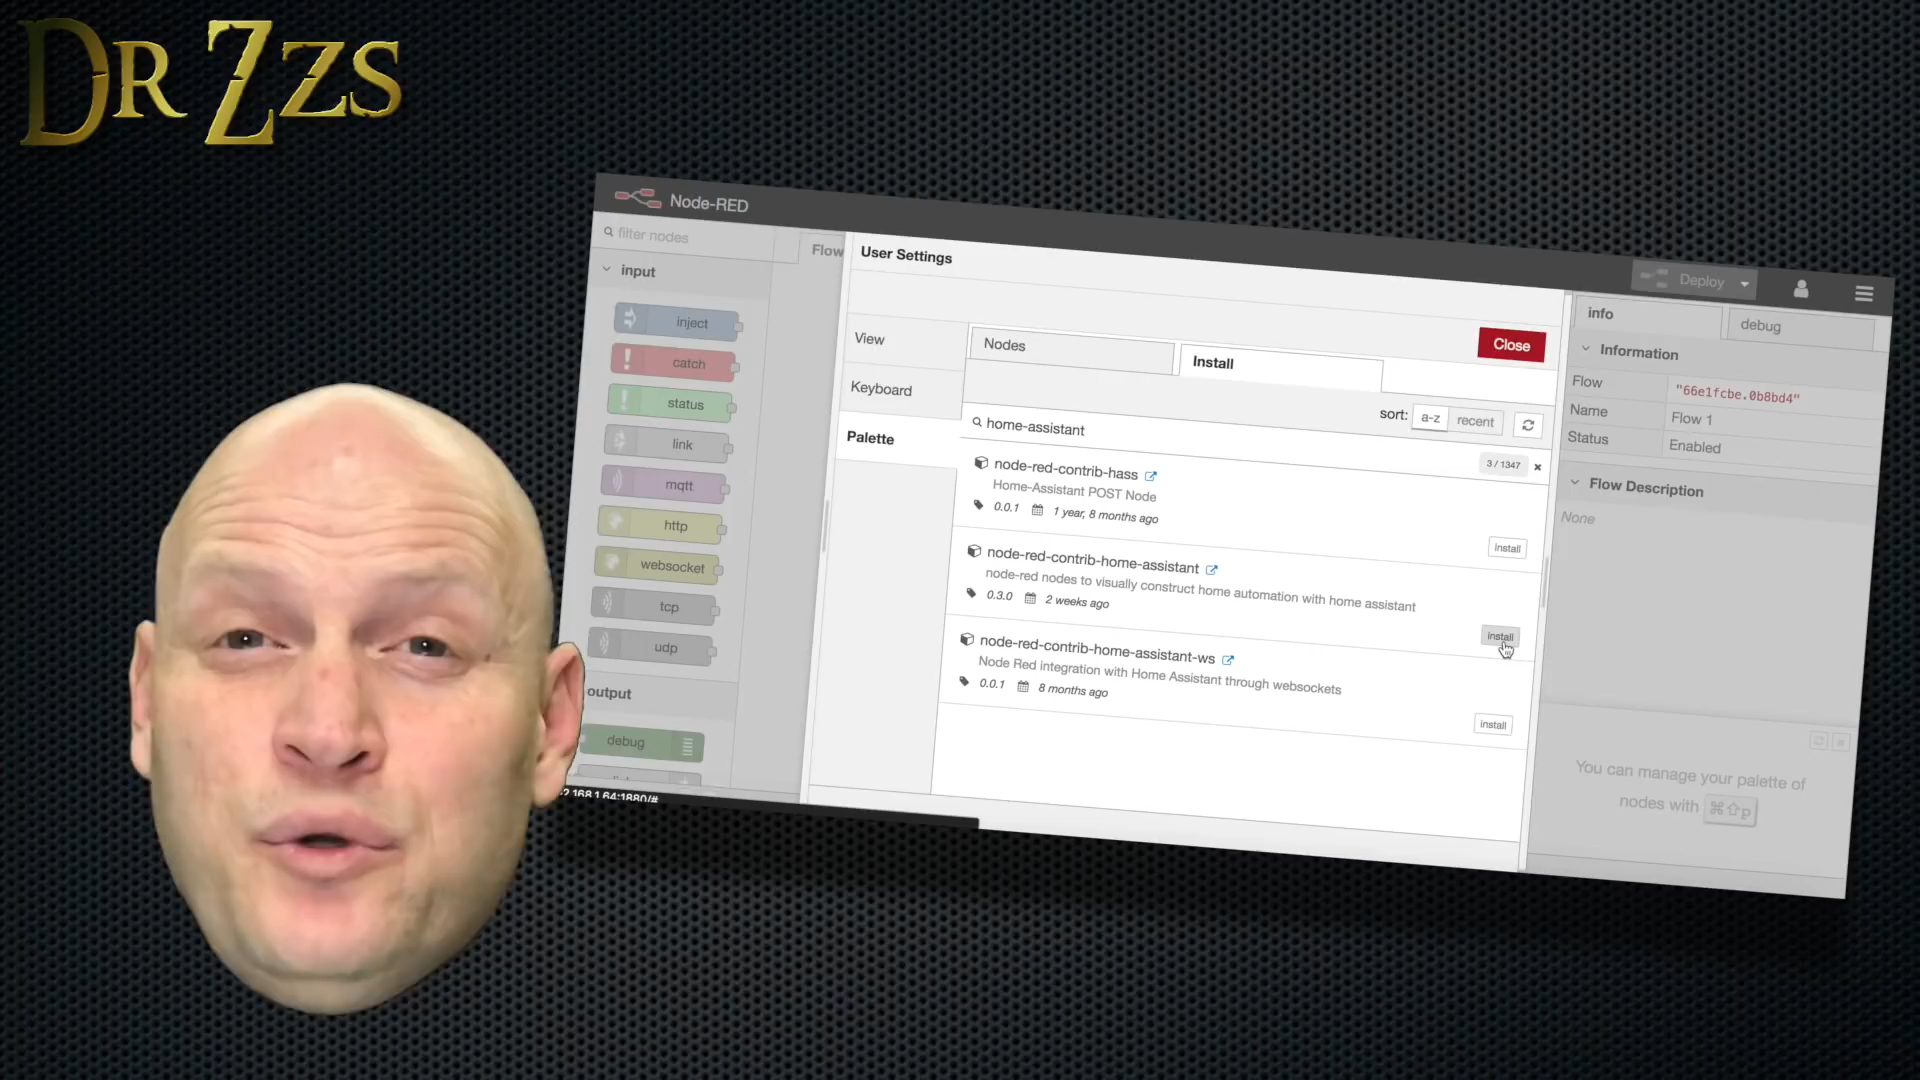 DR ZZS
Node-RED
filter nodes
Flow
User Settings
Deploy
input
inject
catch
status
link
mqtt
http
websocket
tcp
udp
output
debug
2.168.1.64:1880/#
View
Keyboard
Palette
Nodes
Install
Close
sort: a-z recent
home-assistant
3 / 1347
node-red-contrib-hass
Home-Assistant POST Node
0.0.1 1 year, 8 months ago
install
node-red-contrib-home-assistant
node-red nodes to visually construct home automation with home assistant
0.3.0 2 weeks ago
install
node-red-contrib-home-assistant-ws
Node Red integration with Home Assistant through websockets
0.0.1 8 months ago
install
info
debug
Information
Flow "66e1fcbe.0b8bd4"
Name Flow 1
Status Enabled
Flow Description
None
You can manage your palette of
nodes with ⌘⇧p